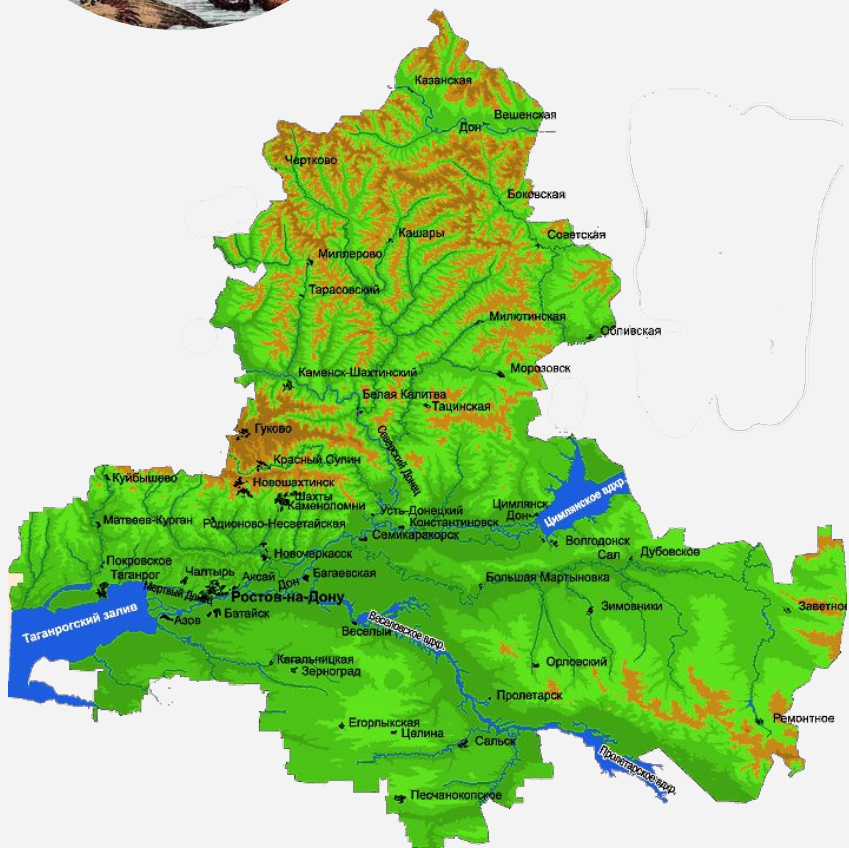 Казанская
Вешенская
Дон
Чертково
Боковская
Кашары
Советская
Миллерово
Тарасовский
Милютинская
Обливская
Каменск-Шахтинский
Морозовск
Белая Калитва
Тацинская
Гуково
Северский Донец
Красный Сулин
Куйбышево
Новошахтинск
Шахты
Каменоломни
Цимлянское вдхр.
Усть-Донецкий
Цимлянск
Матвеев-Курган
Родионово-Несветайская
Константиновск
Дон
Семикаракорск
Волгодонск
Новочеркасск
Сал
Дубовское
Покровское
Таганрог
Чалтырь
Аксай
Дон
Багаевская
Большая Мартыновка
Мертвый Донец
Ростов-на-Дону
Зимовники
Заветное
Таганрогский залив
Азов
Батайск
Веселый
Веселовское вдхр.
Кагальницкая
Зерноград
Орловский
Пролетарск
Егорлыкская
Целина
Сальск
Ремонтное
Пролетарское вдхр.
Песчанокопское